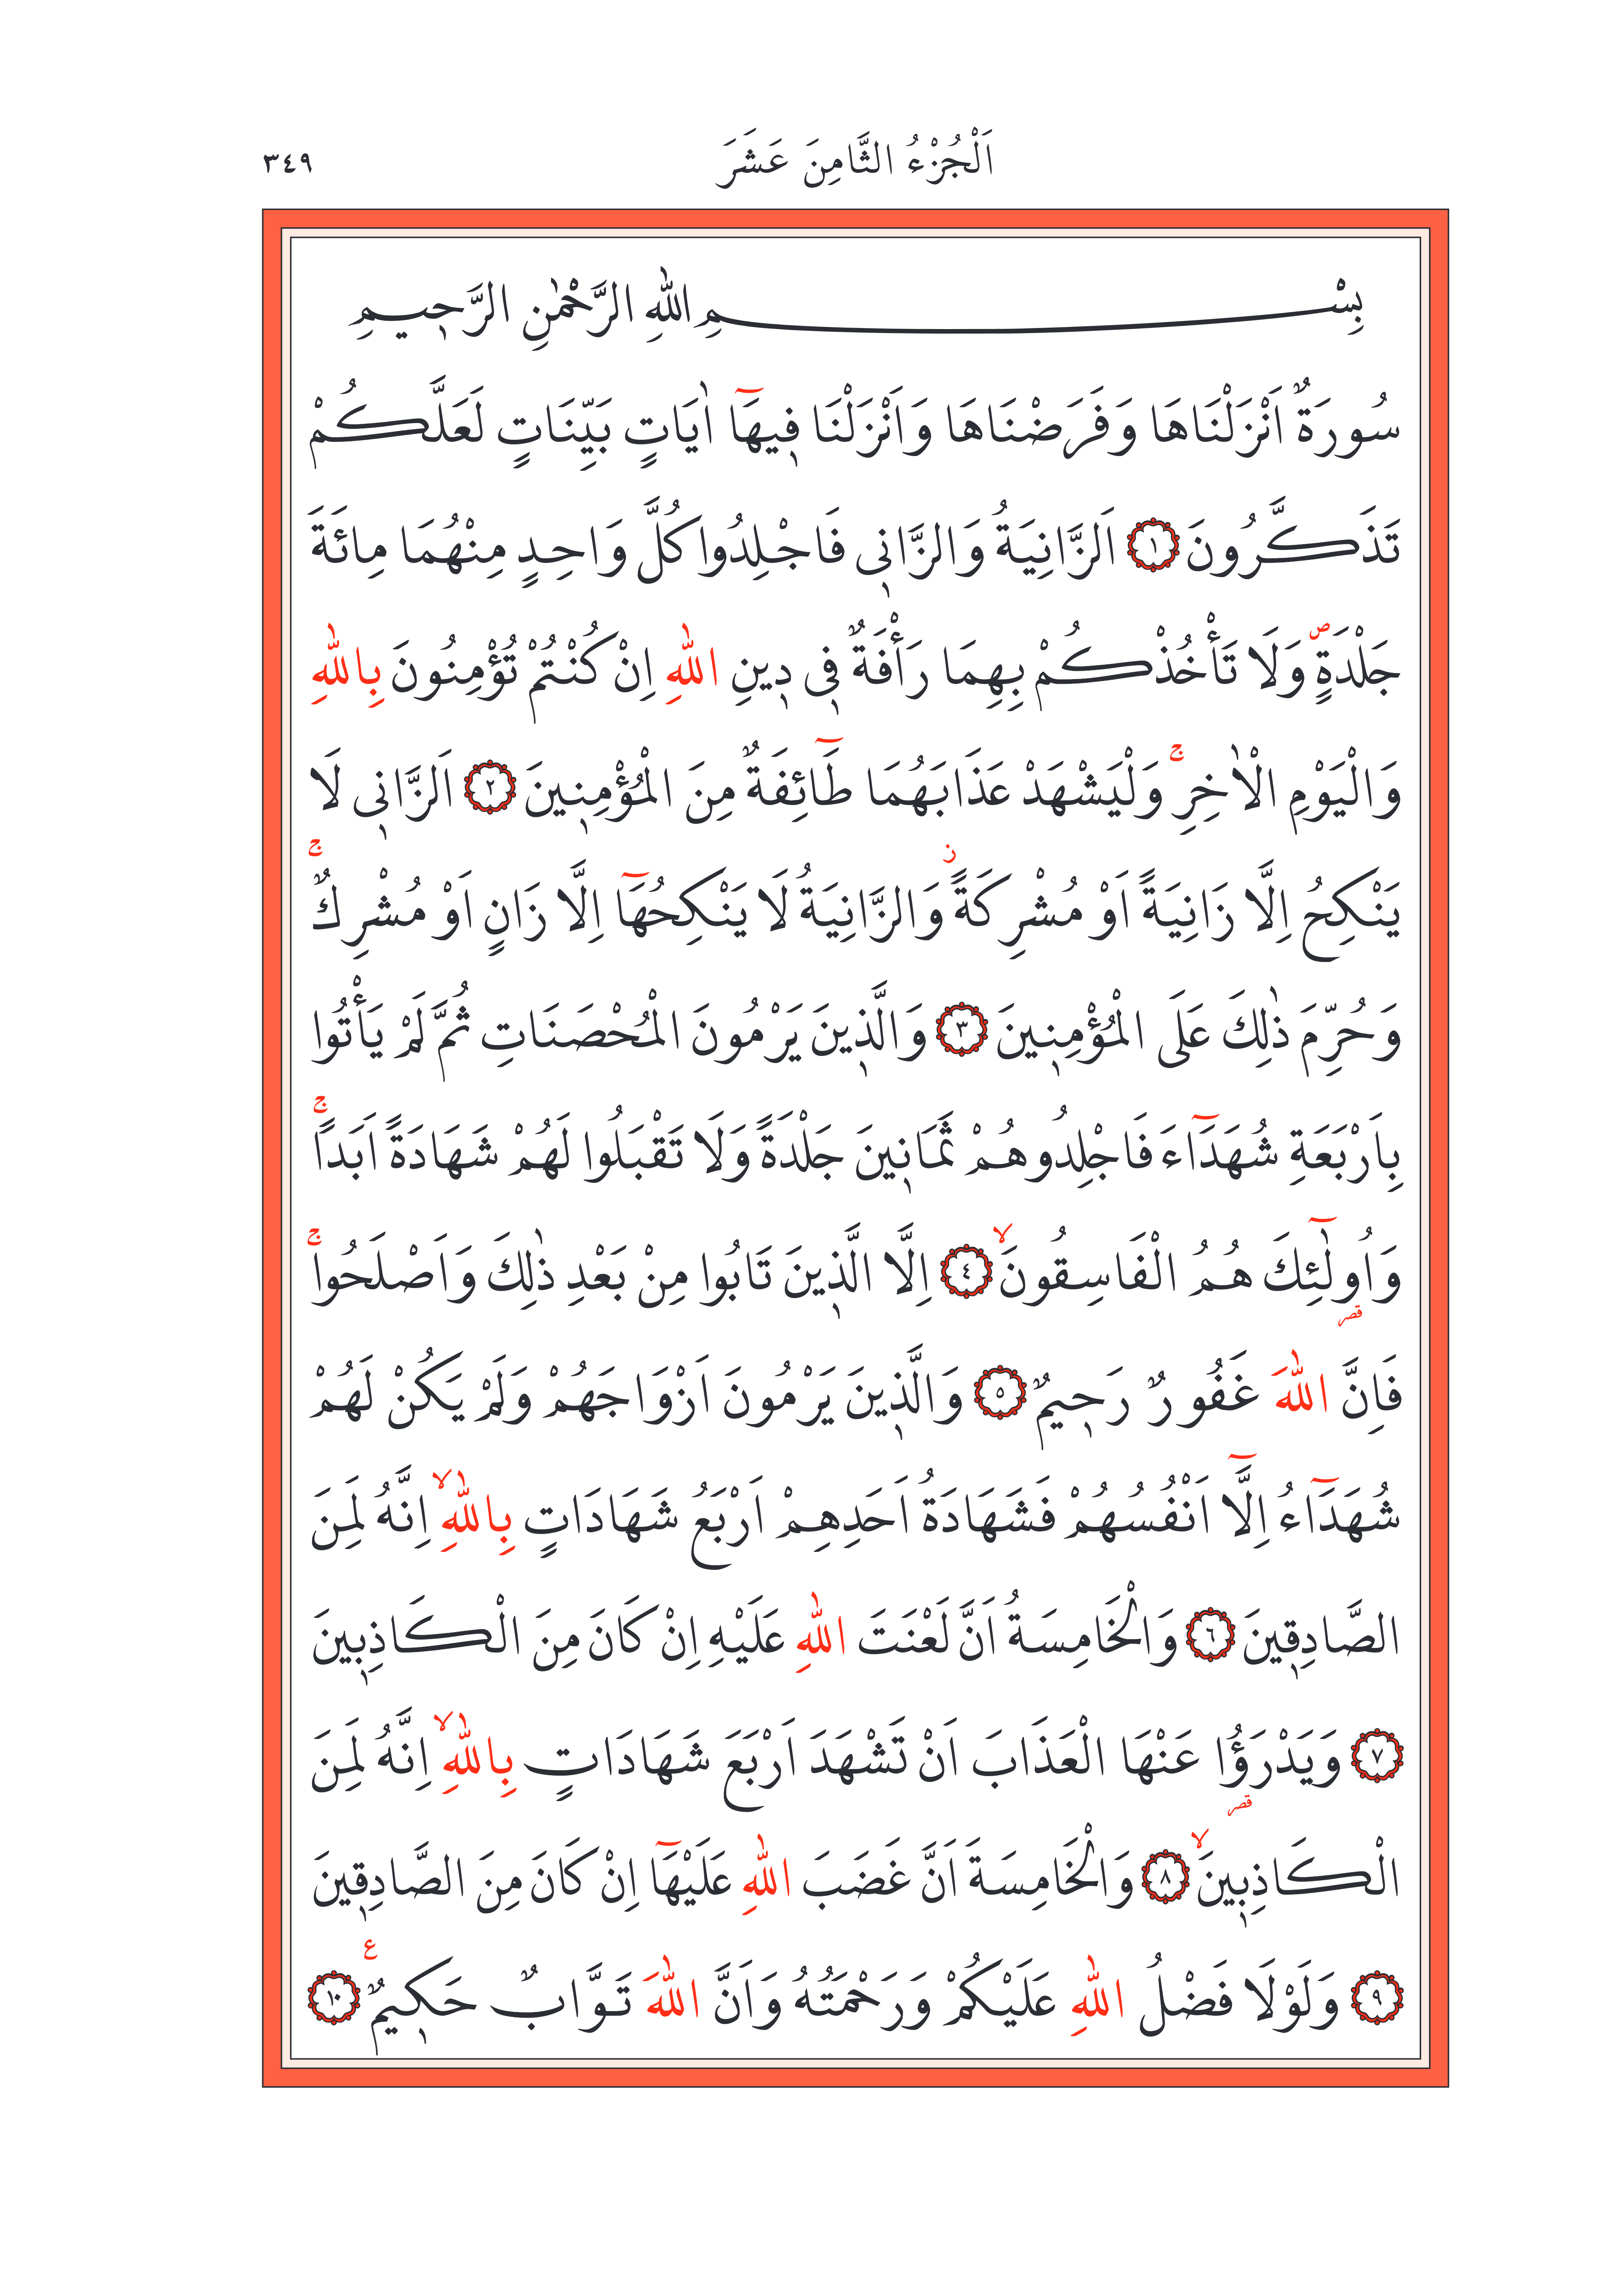 اَلْجُزْءُ الثَّامِنَ عَشَرَ ٣٤٩
بِسْمِ اللّٰهِ الرَّحْمٰنِ الرَّحٖيمِ
سُورَةٌ اَنْزَلْنَاهَا وَفَرَضْنَاهَا وَاَنْزَلْنَا فٖيهَٓا اٰيَاتٍ بَيِّنَاتٍ لَعَلَّكُمْ
تَذَكَّرُونَ ﴿١﴾ اَلزَّانِيَةُ وَالزَّانٖى فَاجْلِدُوا كُلَّ وَاحِدٍ مِنْهُمَا مِائَةَ
جَلْدَةٍࣕ وَلَا تَأْخُذْكُمْ بِهِمَا رَأْفَةٌ فٖى دٖينِ اللّٰهِ اِنْ كُنْتُمْ تُؤْمِنُونَ بِاللّٰهِ
وَالْيَوْمِ الْاٰخِرِۚ وَلْيَشْهَدْ عَذَابَهُمَا طَٓائِفَةٌ مِنَ الْمُؤْمِنٖينَ ﴿٢﴾ اَلزَّانٖى لَا
يَنْكِحُ اِلَّا زَانِيَةً اَوْ مُشْرِكَةًؗ وَالزَّانِيَةُ لَا يَنْكِحُهَٓا اِلَّا زَانٍ اَوْ مُشْرِكٌۚ
وَحُرِّمَ ذٰلِكَ عَلَى الْمُؤْمِنٖينَ ﴿٣﴾ وَالَّذٖينَ يَرْمُونَ الْمُحْصَنَاتِ ثُمَّ لَمْ يَأْتُوا
بِاَرْبَعَةِ شُهَدَٓاءَ فَاجْلِدُوهُمْ ثَمَانٖينَ جَلْدَةً وَلَا تَقْبَلُوا لَهُمْ شَهَادَةً اَبَداًۚ
وَاُولٰٓئِكَ هُمُ الْفَاسِقُونَۙ ﴿٤﴾ اِلَّا الَّذٖينَ تَابُوا مِنْ بَعْدِ ذٰلِكَ وَاَصْلَحُواۚ
قصر
فَاِنَّ اللّٰهَ غَفُورٌ رَحٖيمٌ ﴿٥﴾ وَالَّذٖينَ يَرْمُونَ اَزْوَاجَهُمْ وَلَمْ يَكُنْ لَهُمْ
شُهَدَٓاءُ اِلَّٓا اَنْفُسُهُمْ فَشَهَادَةُ اَحَدِهِمْ اَرْبَعُ شَهَادَاتٍ بِاللّٰهِۙ اِنَّهُ لَمِنَ
الصَّادِقٖينَ ﴿٦﴾ وَالْخَامِسَةُ اَنَّ لَعْنَتَ اللّٰهِ عَلَيْهِ اِنْ كَانَ مِنَ الْكَاذِبٖينَ
﴿٧﴾ وَيَدْرَؤُا عَنْهَا الْعَذَابَ اَنْ تَشْهَدَ اَرْبَعَ شَهَادَاتٍ بِاللّٰهِۙ اِنَّهُ لَمِنَ
قصر
الْكَاذِبٖينَۙ ﴿٨﴾ وَالْخَامِسَةَ اَنَّ غَضَبَ اللّٰهِ عَلَيْهَٓا اِنْ كَانَ مِنَ الصَّادِقٖينَ
﴿٩﴾ وَلَوْلَا فَضْلُ اللّٰهِ عَلَيْكُمْ وَرَحْمَتُهُ وَاَنَّ اللّٰهَ تَوَّابٌ حَكٖيمٌ ع ﴿١٠﴾